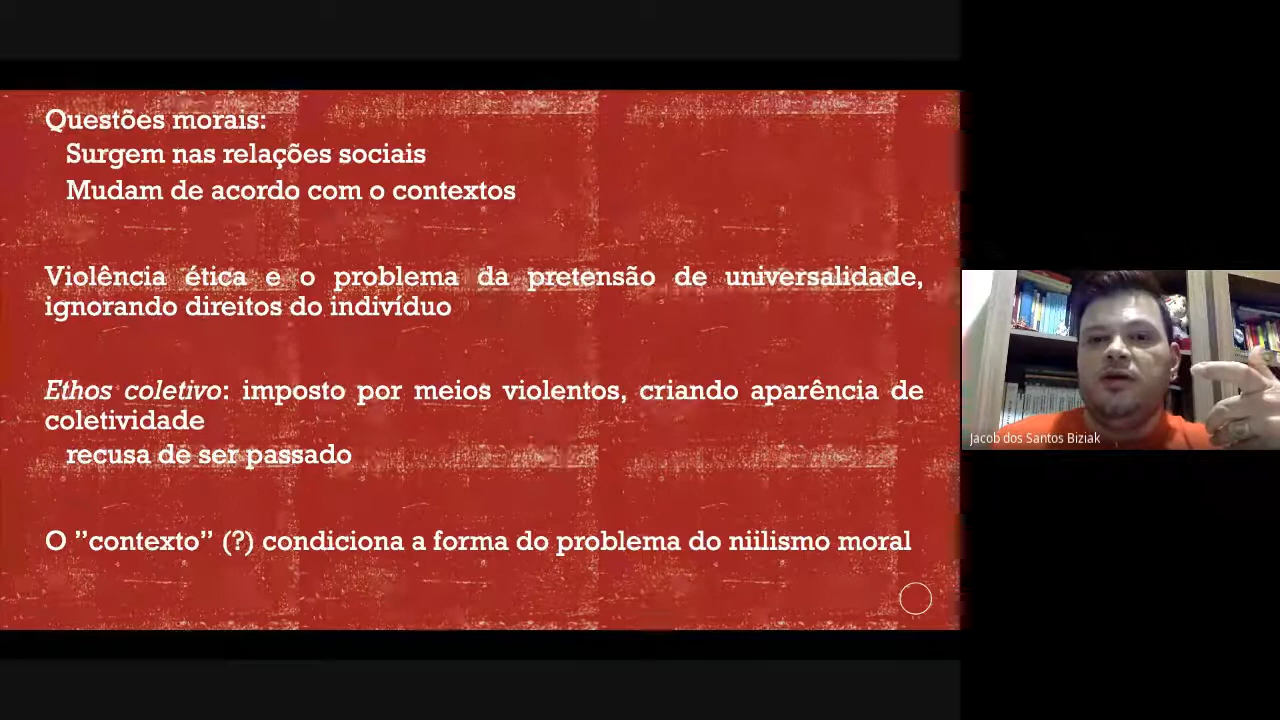 Questões morais:
Surgem nas relações sociais
Mudam de acordo com o contextos
Violência ética e o problema da pretensão de universalidade,
ignorando direitos do indivíduo
Ethos coletivo: imposto por meios violentos, criando aparência de
coletividade
recusa de ser passado
O ”contexto” (?) condiciona a forma do problema do niilismo moral
Jacob dos Santos Biziak